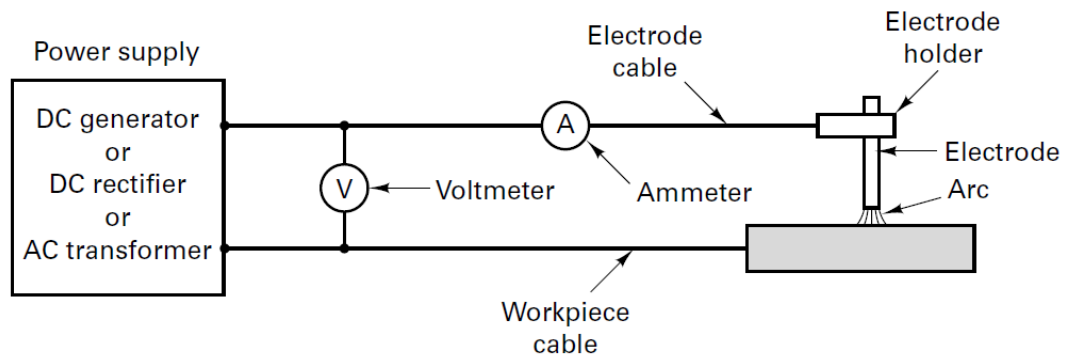 Power supply
DC generator
or
DC rectifier
or
AC transformer
V
Voltmeter
A
Ammeter
Electrode
cable
Electrode
holder
Electrode
Arc
Workpiece
cable